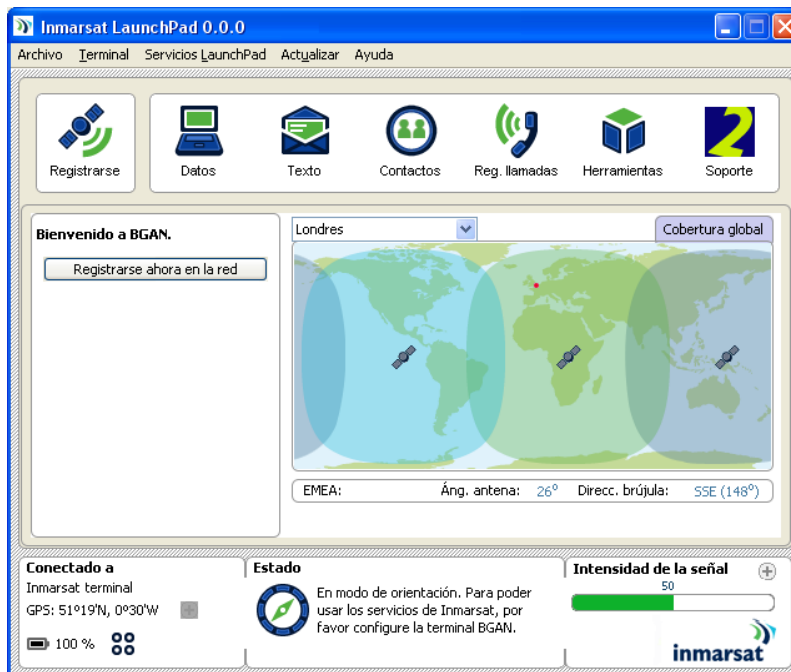 Inmarsat LaunchPad 0.0.0
Archivo Terminal Servicios LaunchPad Actualizar Ayuda
Registrarse Datos Texto Contactos Reg. llamadas Herramientas Soporte
Bienvenido a BGAN.
Registrarse ahora en la red
Londres
Cobertura global
EMEA: Áng. antena: 26° Direcc. brújula: SSE (148°)
Conectado a
Inmarsat terminal
GPS: 51°19'N, 0°30'W
100 %
Estado
En modo de orientación. Para poder
usar los servicios de Inmarsat, por
favor configure la terminal BGAN.
Intensidad de la señal
50
inmarsat